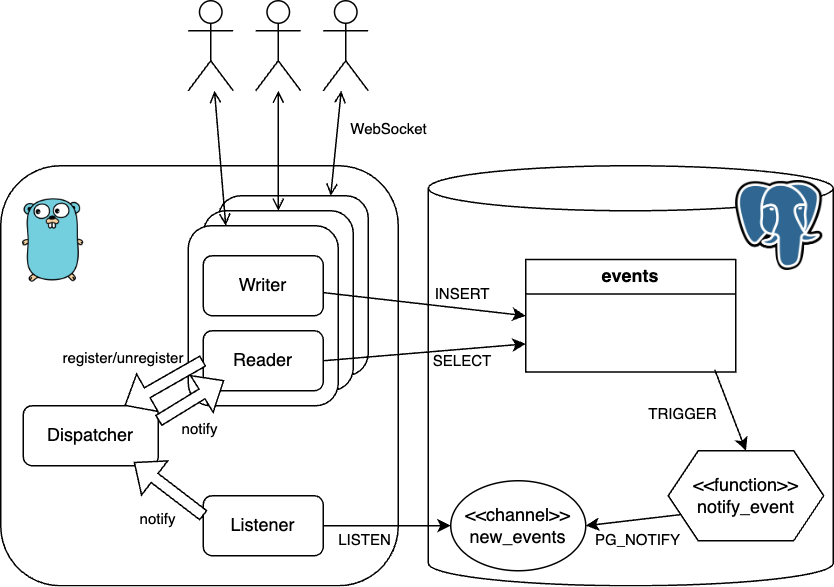 WebSocket
Writer
INSERT
events
register/unregister
Reader
SELECT
TRIGGER
Dispatcher
notify
<<function>>
notify_event
notify
Listener
LISTEN
<<channel>>
new_events
PG_NOTIFY